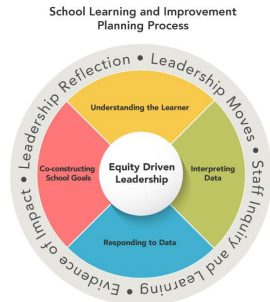 School Learning and Improvement
Planning Process
Leadership Reflection • Leadership Moves • Staff Inquiry and Learning • Evidence of Impact •
Understanding the Learner
Co-constructing
School Goals
Equity Driven
Leadership
Interpreting
Data
Responding to Data